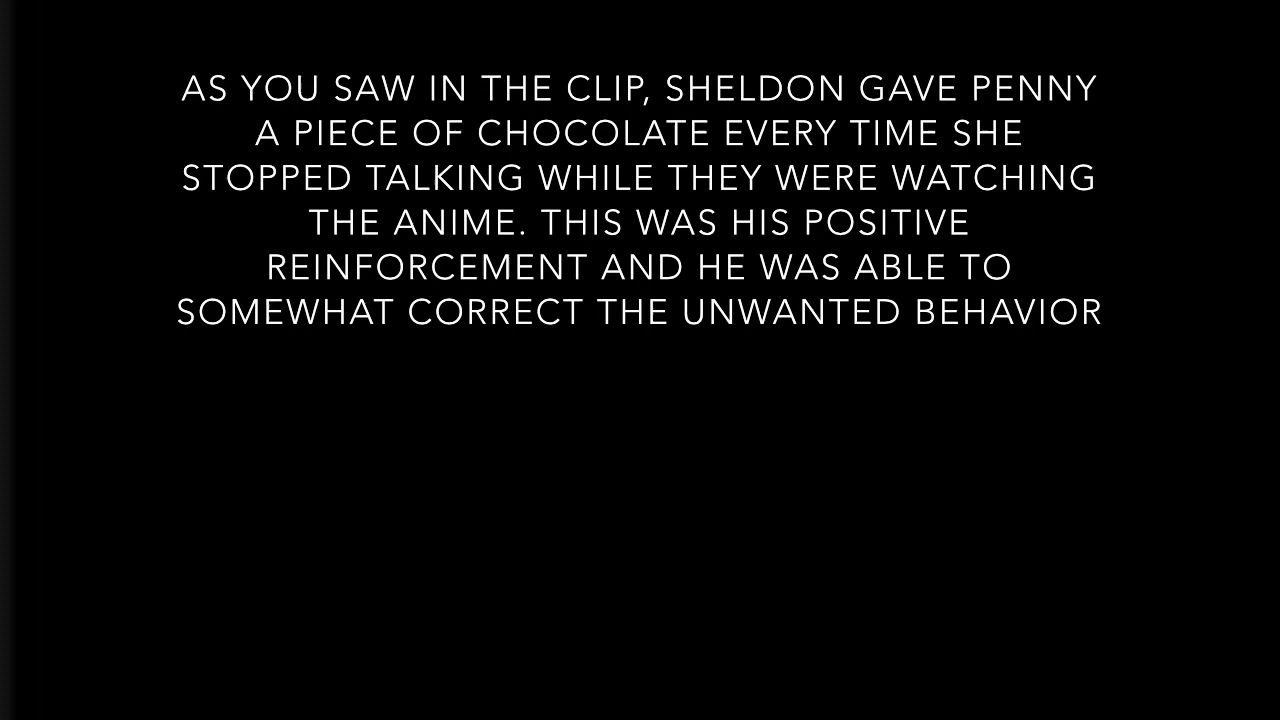 AS YOU SAW IN THE CLIP, SHELDON GAVE PENNY
A PIECE OF CHOCOLATE EVERY TIME SHE
STOPPED TALKING WHILE THEY WERE WATCHING
THE ANIME. THIS WAS HIS POSITIVE
REINFORCEMENT AND HE WAS ABLE TO
SOMEWHAT CORRECT THE UNWANTED BEHAVIOR